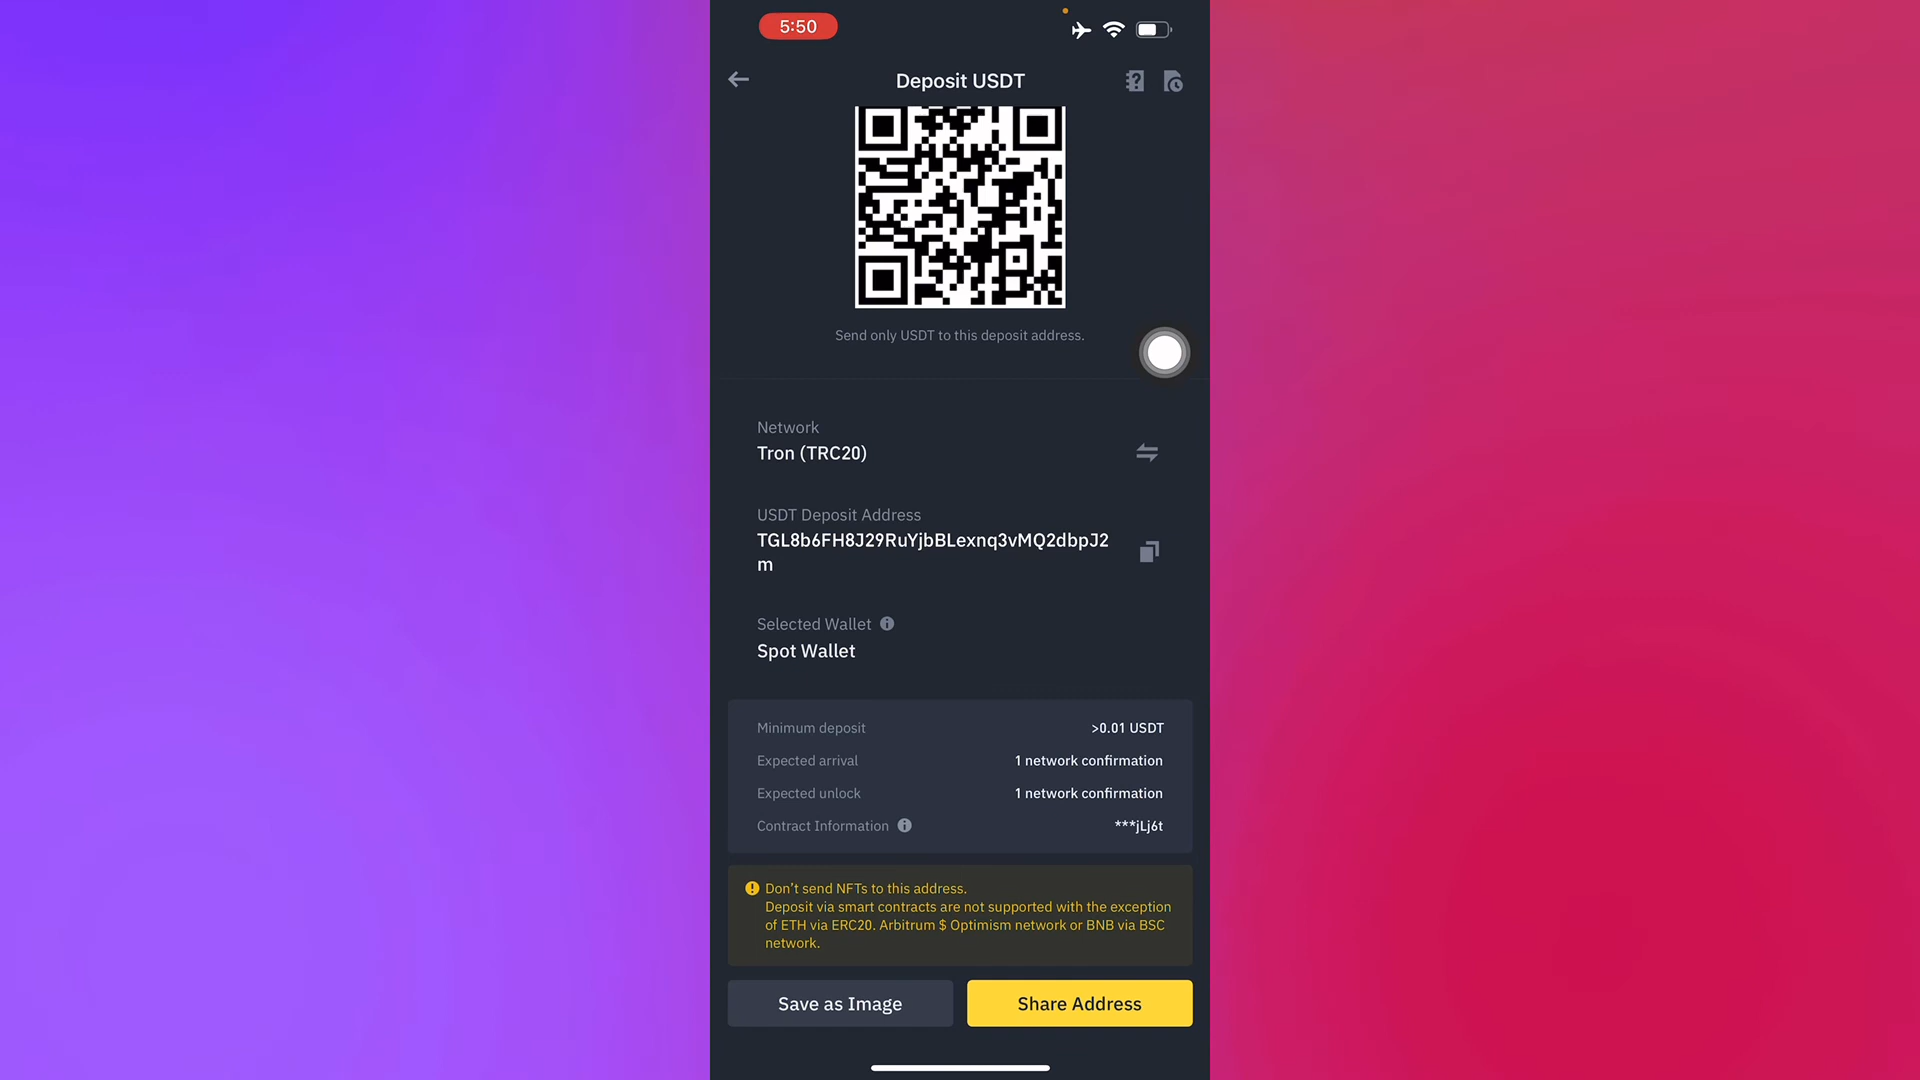 5:50
Deposit USDT
Send only USDT to this deposit address.
Network
Tron (TRC20)
USDT Deposit Address
TGL8b6FH8J29RuYjbBLexnq3vMQ2dbpJ2
m
Selected Wallet
Spot Wallet
Minimum deposit >0.01 USDT
Expected arrival 1 network confirmation
Expected unlock 1 network confirmation
Contract Information ***jLj6t
Don't send NFTs to this address.
Deposit via smart contracts are not supported with the exception
of ETH via ERC20. Arbitrum $ Optimism network or BNB via BSC
network.
Save as Image Share Address